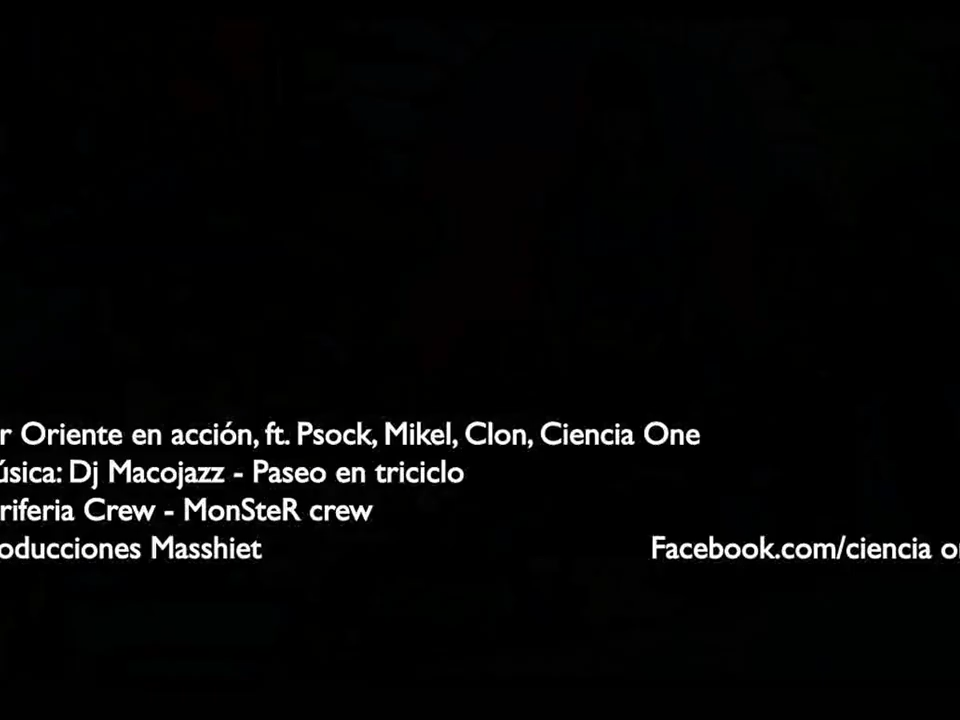 r Oriente en acción, ft. Psock, Mikel, Clon, Ciencia One
úsica: Dj Macojazz - Paseo en triciclo
riferia Crew - MonSteR crew
oducciones Masshiet Facebook.com/ciencia on